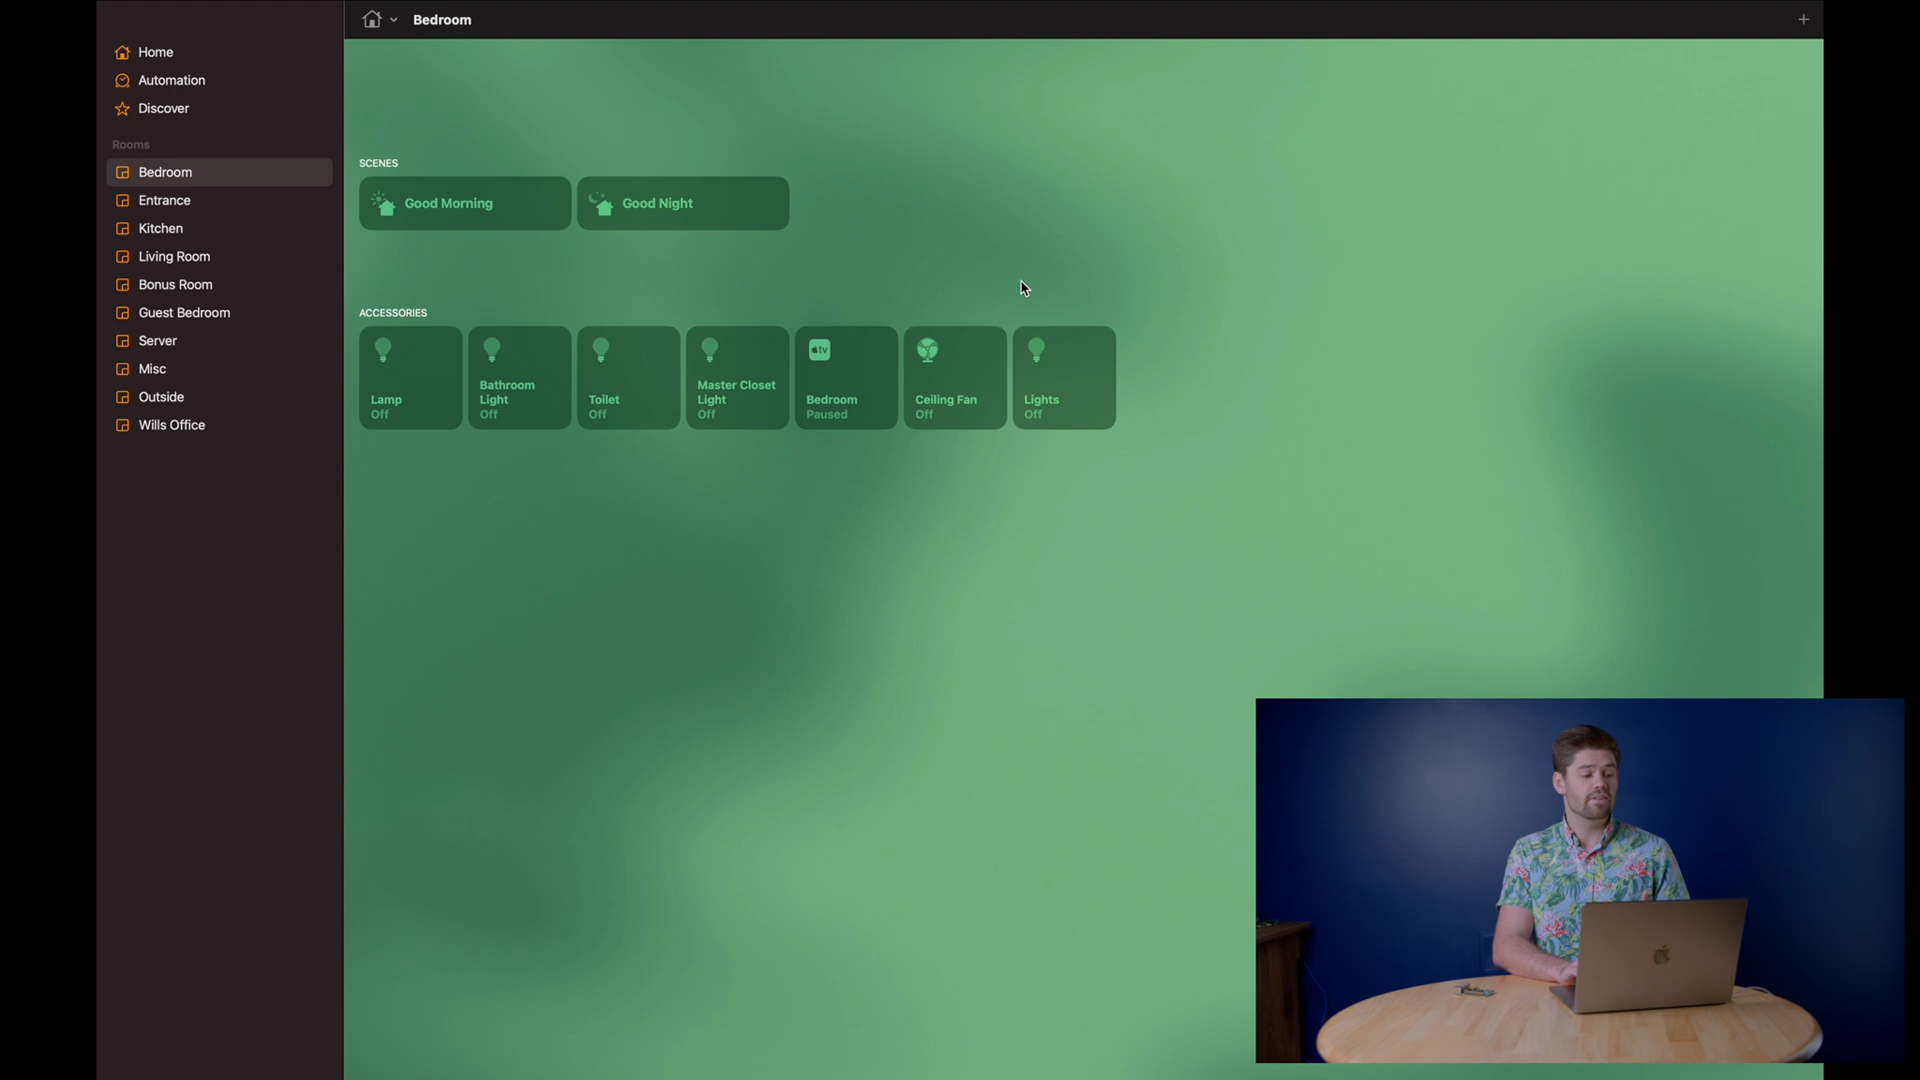 Bedroom
Home
Automation
Discover
Rooms
Bedroom
Entrance
Kitchen
Living Room
Bonus Room
Guest Bedroom
Server
Misc
Outside
Wills Office
SCENES
Good Morning
Good Night
ACCESSORIES
Lamp
Off
Bathroom
Light
Off
Toilet
Off
Master Closet
Light
Off
tv
Bedroom
Paused
Ceiling Fan
Off
Lights
Off